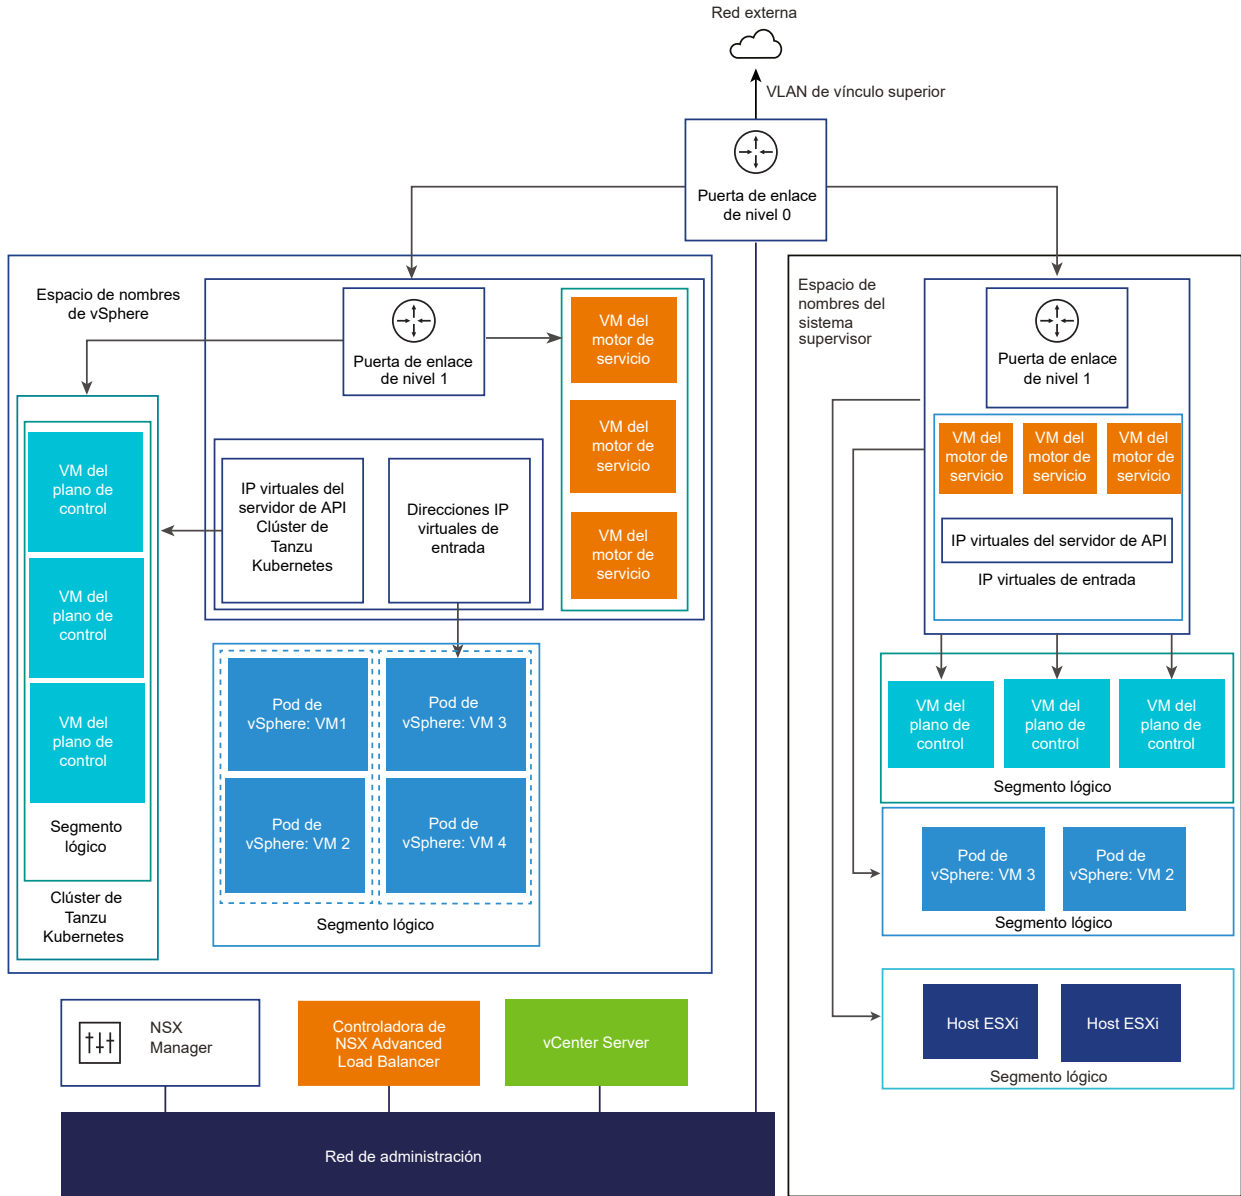 Red externa
VLAN de vínculo superior
Puerta de enlace
de nivel 0
Espacio de nombres
de vSphere
Puerta de enlace
de nivel 1
VM del
motor de
servicio
VM del
motor de
servicio
VM del
motor de
servicio
IP virtuales del
servidor de API
Clúster de
Tanzu
Kubernetes
Direcciones IP
virtuales de
entrada
VM del
plano de
control
VM del
plano de
control
VM del
plano de
control
Segmento
lógico
Clúster de
Tanzu
Kubernetes
Pod de
vSphere: VM1
Pod de
vSphere: VM 3
Pod de
vSphere: VM 2
Pod de
vSphere: VM 4
Segmento lógico
Espacio de
nombres del
sistema
supervisor
Puerta de enlace
de nivel 1
VM del
motor de
servicio
VM del
motor de
servicio
VM del
motor de
servicio
IP virtuales del servidor de API
IP virtuales de entrada
VM del
plano de
control
VM del
plano de
control
VM del
plano de
control
Segmento lógico
Pod de
vSphere: VM 3
Pod de
vSphere: VM 2
Segmento lógico
Host ESXi
Host ESXi
Segmento lógico
NSX
Manager
Controladora de
NSX Advanced
Load Balancer
vCenter Server
Red de administración